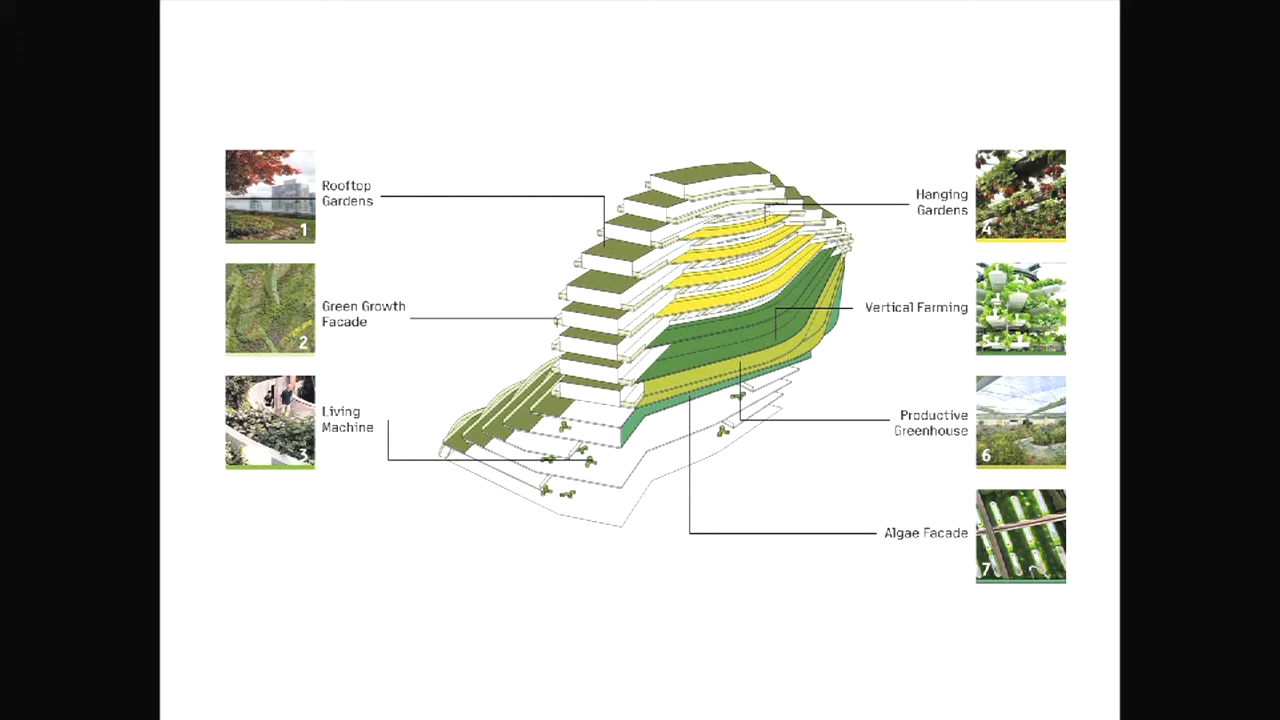 Rooftop
Gardens
1
Green Growth
Facade
2
Living
Machine
3
Hanging
Gardens
4
Vertical Farming
5
Productive
Greenhouse
6
Algae Facade
7